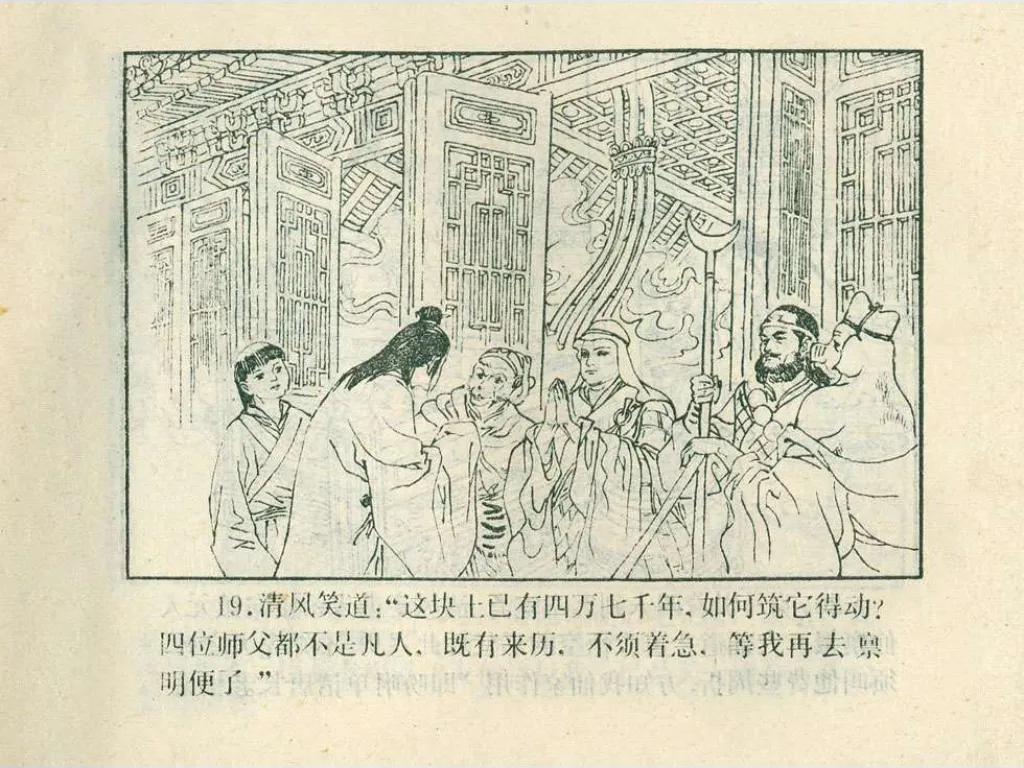 19.清风笑道:“这块土已有四万七千年,如何筑它得动?
四位师父都不是凡人,既有来历,不须着急,等我再去禀
明便了。”